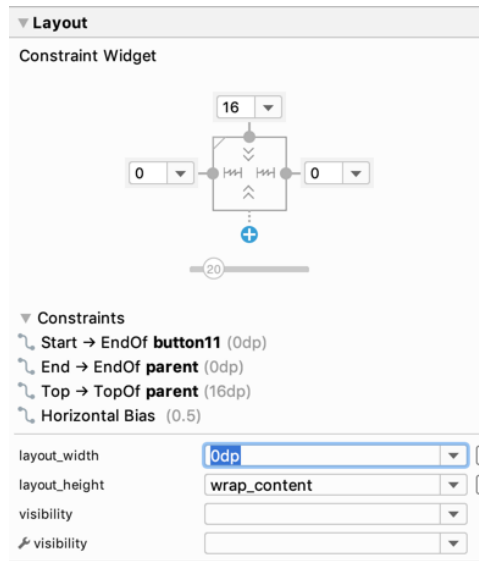 Layout
Constraint Widget
16
0 0
20
Constraints
Start → EndOf button11 (0dp)
End → EndOf parent (0dp)
Top → TopOf parent (16dp)
Horizontal Bias (0.5)
layout_width 0dp
layout_height wrap_content
visibility
visibility